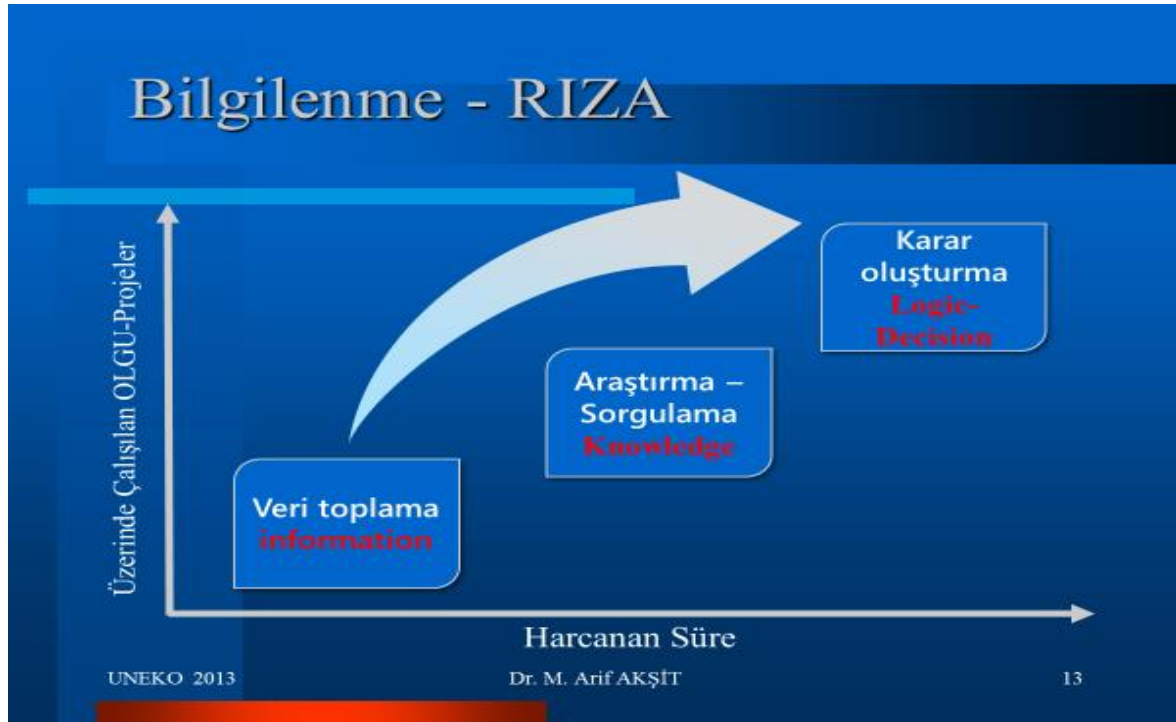 Bilgilenme - RIZA
Üzerinde Çalışılan OLGU-Projeler
Karar
oluşturma
Logic-
Decision
Araştırma –
Sorgulama
Knowledge
Veri toplama
information
Harcanan Süre
UNEKO 2013
Dr. M. Arif AKŞİT
13